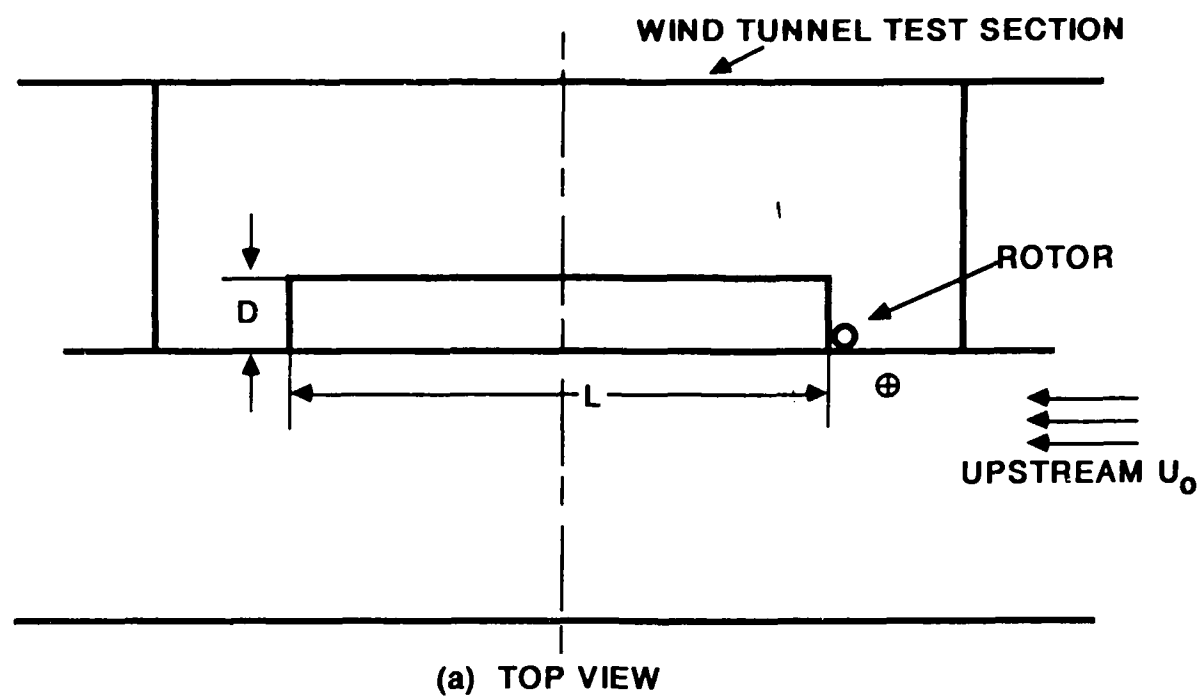 WIND TUNNEL TEST SECTION
ROTOR
D
L
UPSTREAM U₀
(a) TOP VIEW